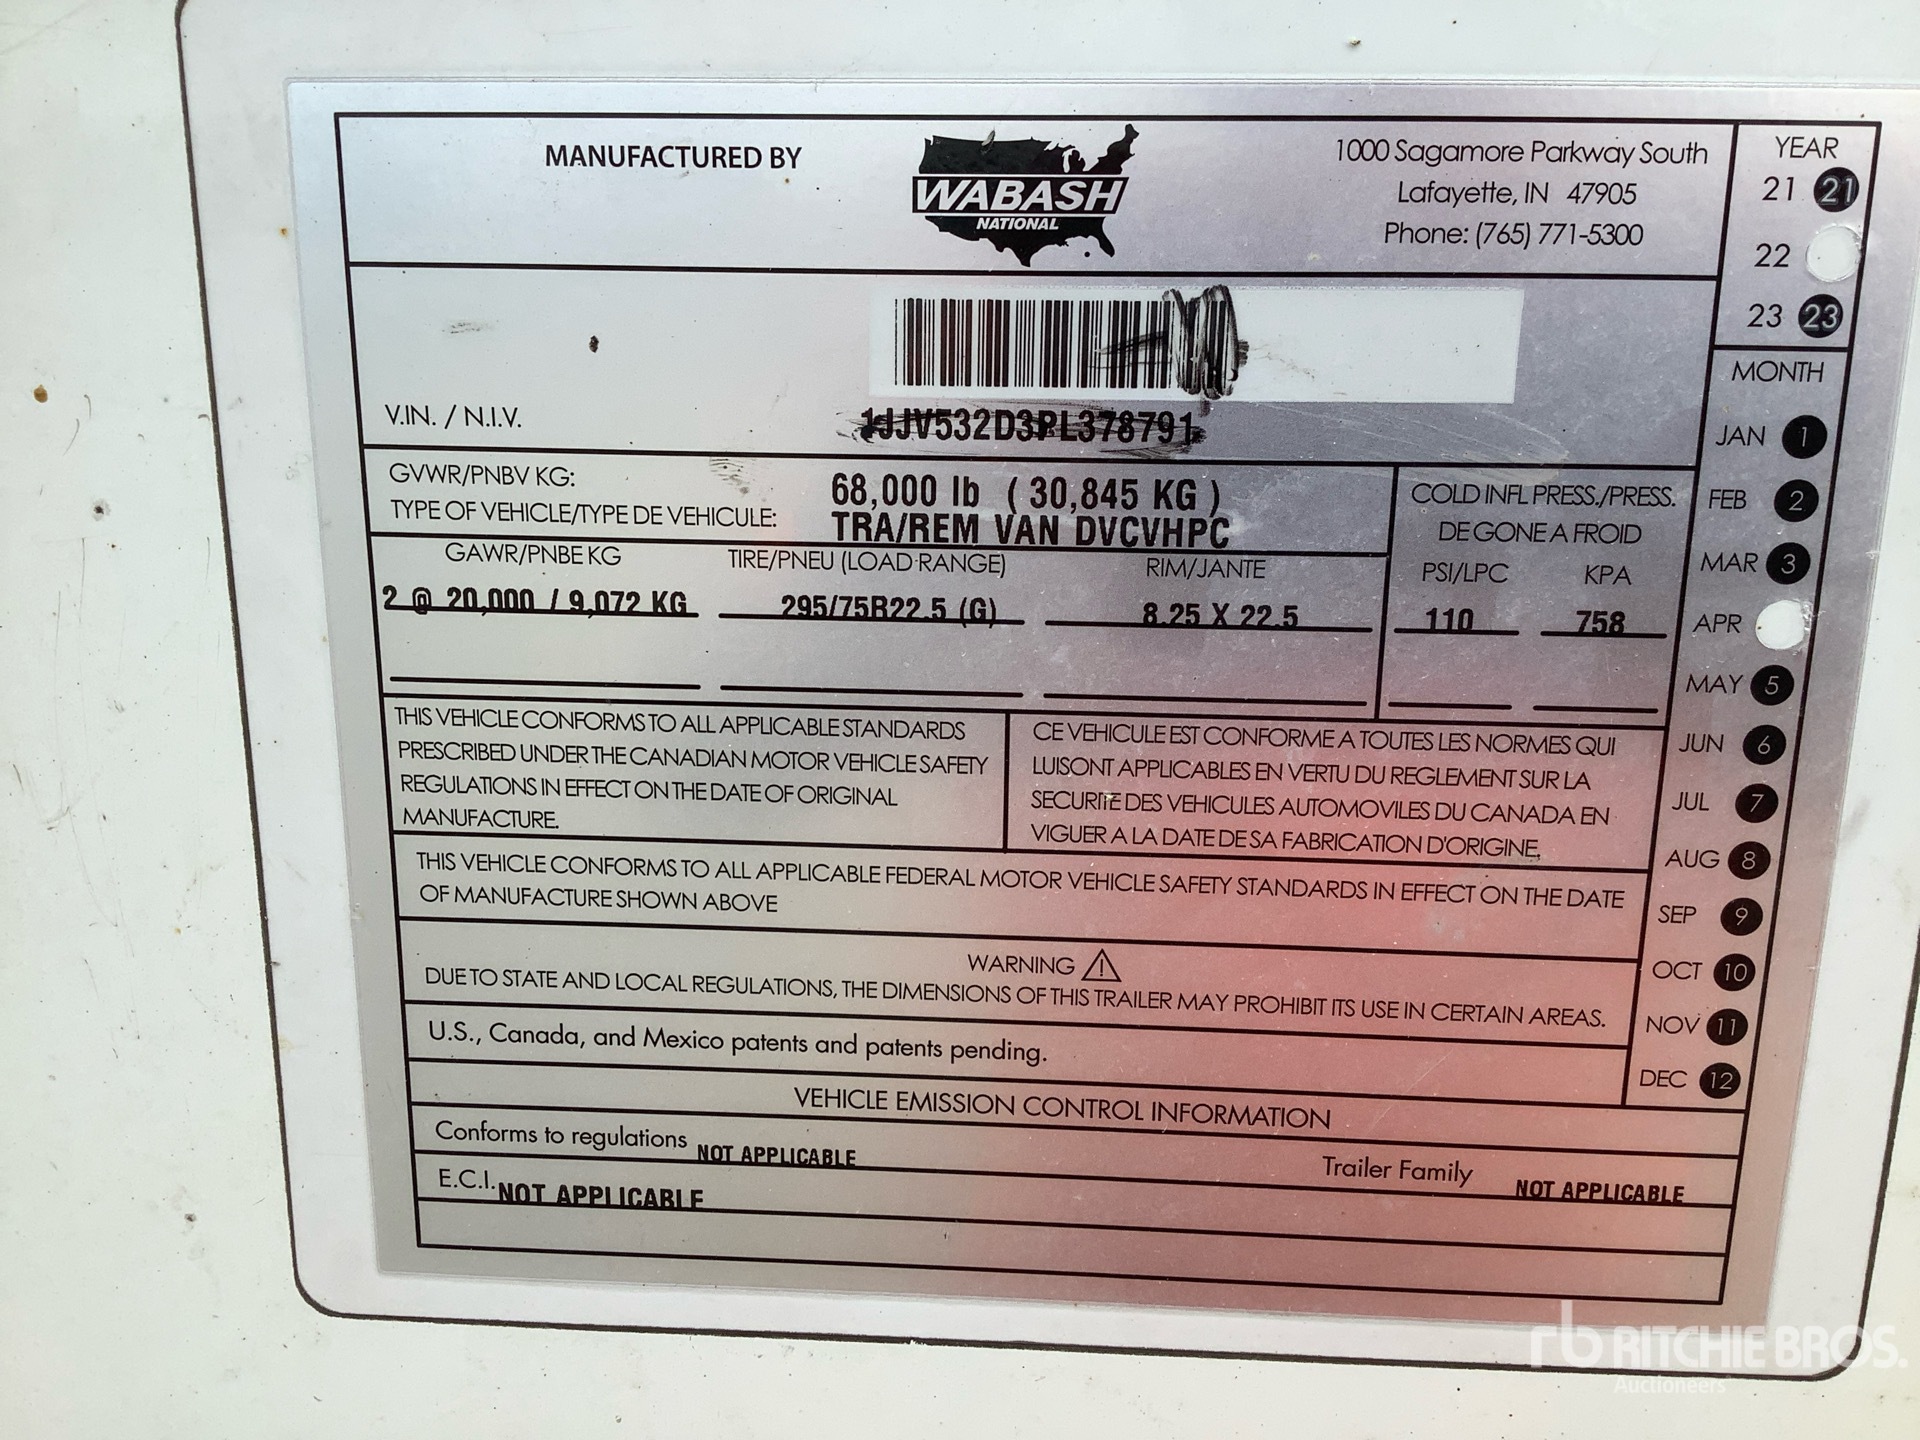 MANUFACTURED BY
WABASH
NATIONAL
1000 Sagamore Parkway South
Lafayette, IN 47905
Phone: (765) 771-5300
YEAR
21 21
22
23 23
V.IN. / N.I.V.
1JJV532D3PL378791
MONTH
JAN 1
FEB 2
MAR 3
APR
MAY 5
JUN 6
JUL 7
AUG 8
SEP 9
OCT 10
NOV 11
DEC 12
GVWR/PNBV KG: 68,000 lb ( 30,845 KG )
TYPE OF VEHICLE/TYPE DE VEHICULE: TRA/REM VAN DVCVHPC
COLD INFL PRESS./PRESS.
DE GONE A FROID
GAWR/PNBE KG TIRE/PNEU (LOAD RANGE) RIM/JANTE PSI/LPC KPA
2 @ 20,000 / 9,072 KG 295/75R22.5 (G) 8.25 X 22.5 110 758
THIS VEHICLE CONFORMS TO ALL APPLICABLE STANDARDS
PRESCRIBED UNDER THE CANADIAN MOTOR VEHICLE SAFETY
REGULATIONS IN EFFECT ON THE DATE OF ORIGINAL
MANUFACTURE.
CE VEHICULE EST CONFORME A TOUTES LES NORMES QUI
LUI SONT APPLICABLES EN VERTU DU REGLEMENT SUR LA
SECURITE DES VEHICULES AUTOMOVILES DU CANADA EN
VIGUER A LA DATE DE SA FABRICATION D'ORIGINE.
THIS VEHICLE CONFORMS TO ALL APPLICABLE FEDERAL MOTOR VEHICLE SAFETY STANDARDS IN EFFECT ON THE DATE
OF MANUFACTURE SHOWN ABOVE
WARNING
DUE TO STATE AND LOCAL REGULATIONS, THE DIMENSIONS OF THIS TRAILER MAY PROHIBIT ITS USE IN CERTAIN AREAS.
U.S., Canada, and Mexico patents and patents pending.
VEHICLE EMISSION CONTROL INFORMATION
Conforms to regulations NOT APPLICABLE
Trailer Family NOT APPLICABLE
E.C.I. NOT APPLICABLE
rb RITCHIE BROS.
Auctioneers